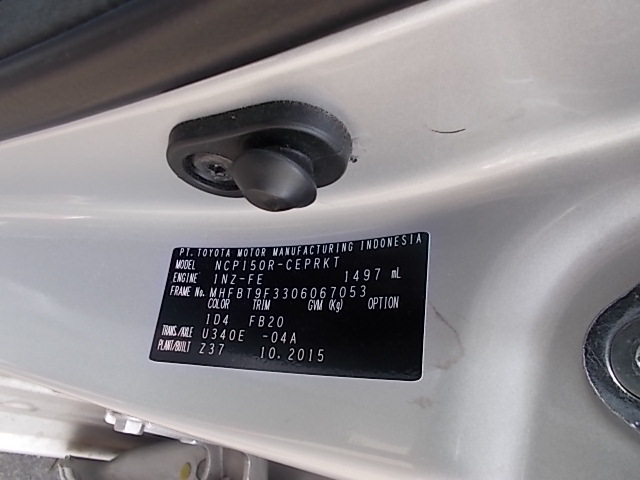 PT. TOYOTA MOTOR MANUFACTURING INDONESIA
MODEL NCP150R-CEPRKT
ENGINE 1NZ-FE 1497 mL
FRAME No. MHFBT9F3306067053
COLOR TRIM GVM (Kg) OPTION
1D4 FB20
TRANS./AXLE U340E -04A
PLANT/BUILT Z37 10.2015